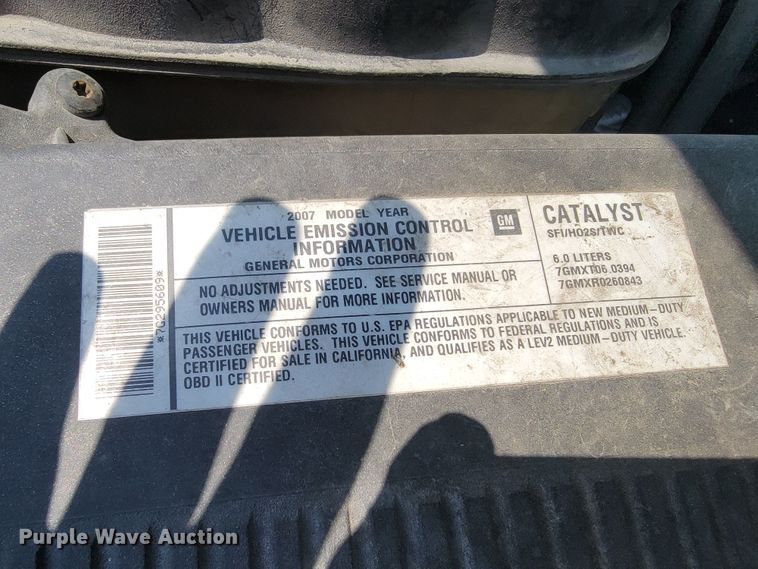 *7G295609*
2007 MODEL YEAR
VEHICLE EMISSION CONTROL
INFORMATION
GENERAL MOTORS CORPORATION
GM
CATALYST
SFI/HO2S/TWC
NO ADJUSTMENTS NEEDED. SEE SERVICE MANUAL OR
OWNERS MANUAL FOR MORE INFORMATION.
6.0 LITERS
7GMXT06.0394
7GMXR0260843
THIS VEHICLE CONFORMS TO U.S. EPA REGULATIONS APPLICABLE TO NEW MEDIUM-DUTY
PASSENGER VEHICLES. THIS VEHICLE CONFORMS TO FEDERAL REGULATIONS AND IS
CERTIFIED FOR SALE IN CALIFORNIA, AND QUALIFIES AS A LEV2 MEDIUM-DUTY VEHICLE.
OBD II CERTIFIED.
Purple Wave Auction